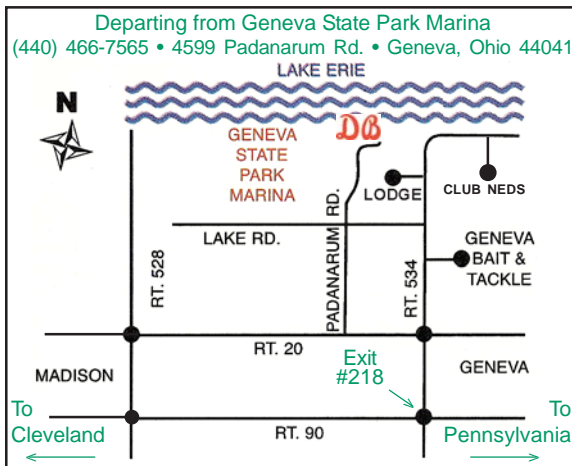 Departing from Geneva State Park Marina
(440) 466-7565 • 4599 Padanarum Rd. • Geneva, Ohio 44041
LAKE ERIE
N
DB
GENEVA
STATE
PARK
MARINA
LODGE
CLUB NEDS
PADANARUM RD.
LAKE RD.
RT. 528
RT. 534
GENEVA
BAIT &
TACKLE
RT. 20
Exit
#218
MADISON
GENEVA
To
Cleveland
RT. 90
To
Pennsylvania